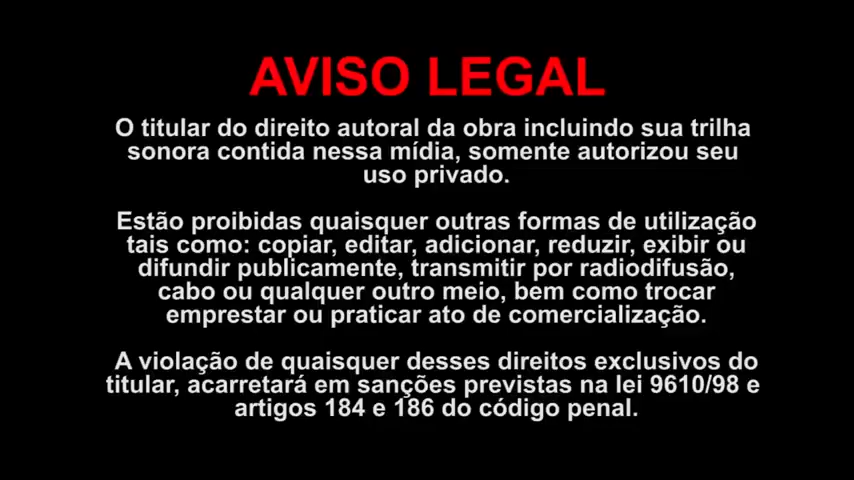 AVISO LEGAL
O titular do direito autoral da obra incluindo sua trilha
sonora contida nessa mídia, somente autorizou seu
uso privado.
Estão proibidas quaisquer outras formas de utilização
tais como: copiar, editar, adicionar, reduzir, exibir ou
difundir publicamente, transmitir por radiodifusão,
cabo ou qualquer outro meio, bem como trocar
emprestar ou praticar ato de comercialização.
A violação de quaisquer desses direitos exclusivos do
titular, acarretará em sanções previstas na lei 9610/98 e
artigos 184 e 186 do código penal.